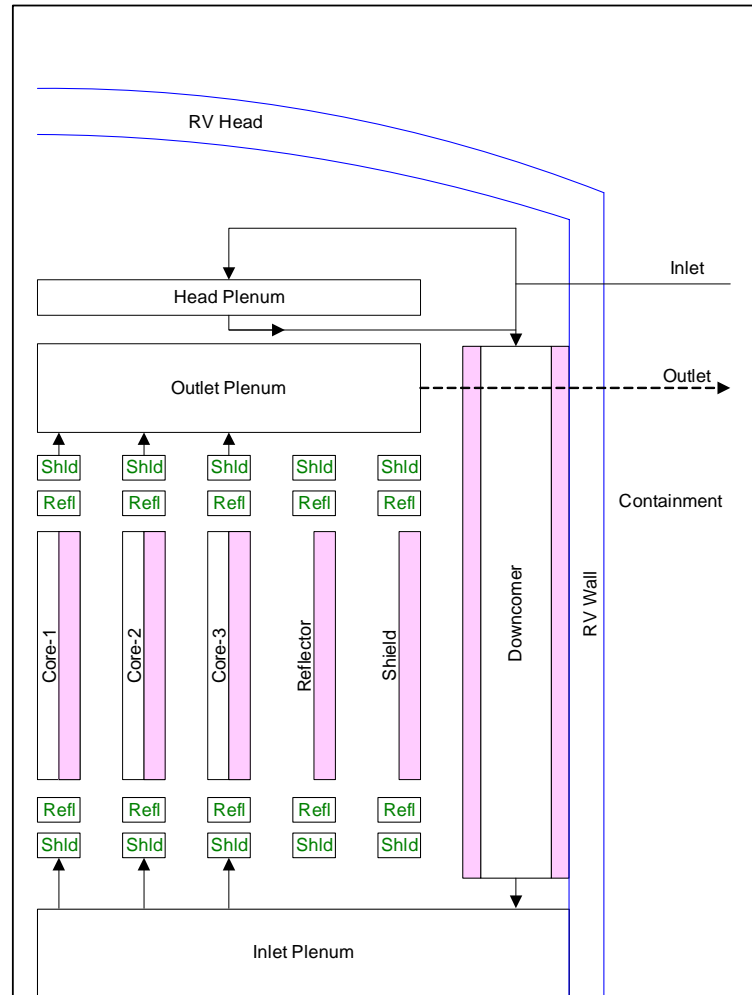 RV Head
Inlet
Head Plenum
Outlet Plenum
Outlet
Shld Shld Shld Shld Shld
Refl Refl Refl Refl Refl
Containment
Core-1
Core-2
Core-3
Reflector
Shield
Downcomer
RV Wall
Refl Refl Refl Refl Refl
Shld Shld Shld Shld Shld
Inlet Plenum